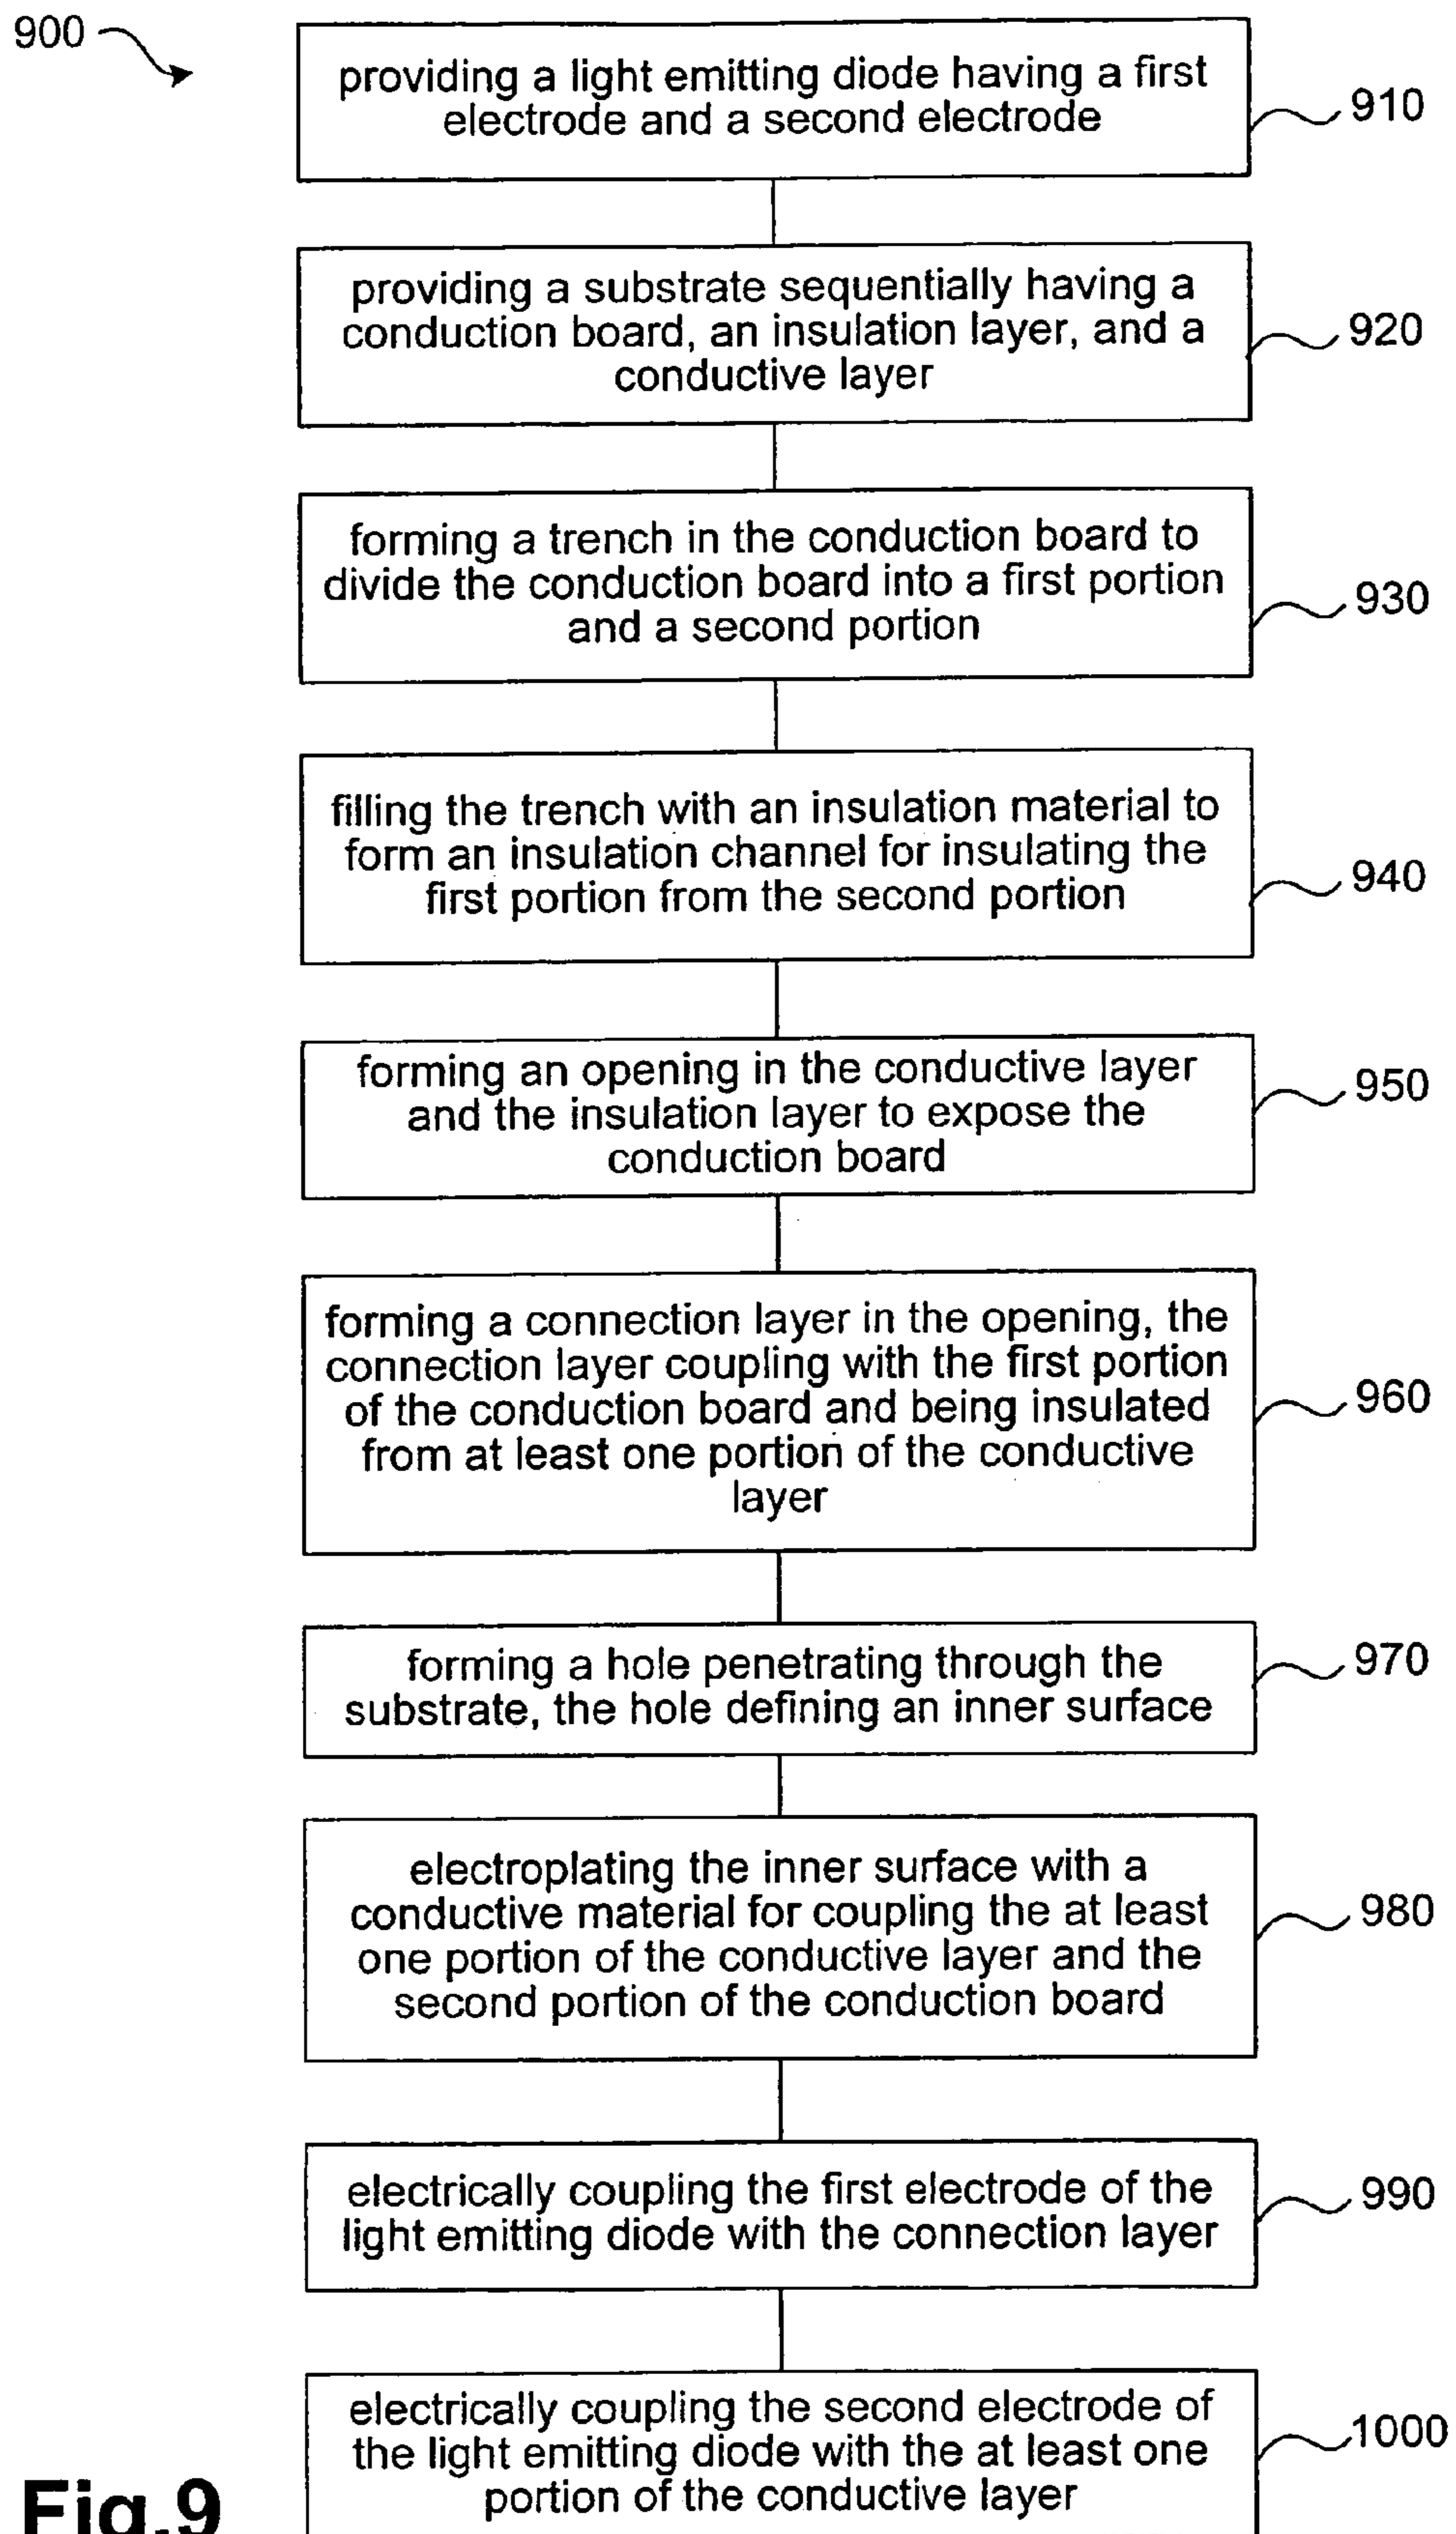 900
providing a light emitting diode having a first
electrode and a second electrode
910
providing a substrate sequentially having a
conduction board, an insulation layer, and a
conductive layer
920
forming a trench in the conduction board to
divide the conduction board into a first portion
and a second portion
930
filling the trench with an insulation material to
form an insulation channel for insulating the
first portion from the second portion
940
forming an opening in the conductive layer
and the insulation layer to expose the
conduction board
950
forming a connection layer in the opening, the
connection layer coupling with the first portion
of the conduction board and being insulated
from at least one portion of the conductive
layer
960
forming a hole penetrating through the
substrate, the hole defining an inner surface
970
electroplating the inner surface with a
conductive material for coupling the at least
one portion of the conductive layer and the
second portion of the conduction board
980
electrically coupling the first electrode of the
light emitting diode with the connection layer
990
electrically coupling the second electrode of
the light emitting diode with the at least one
portion of the conductive layer
1000
Fig.9